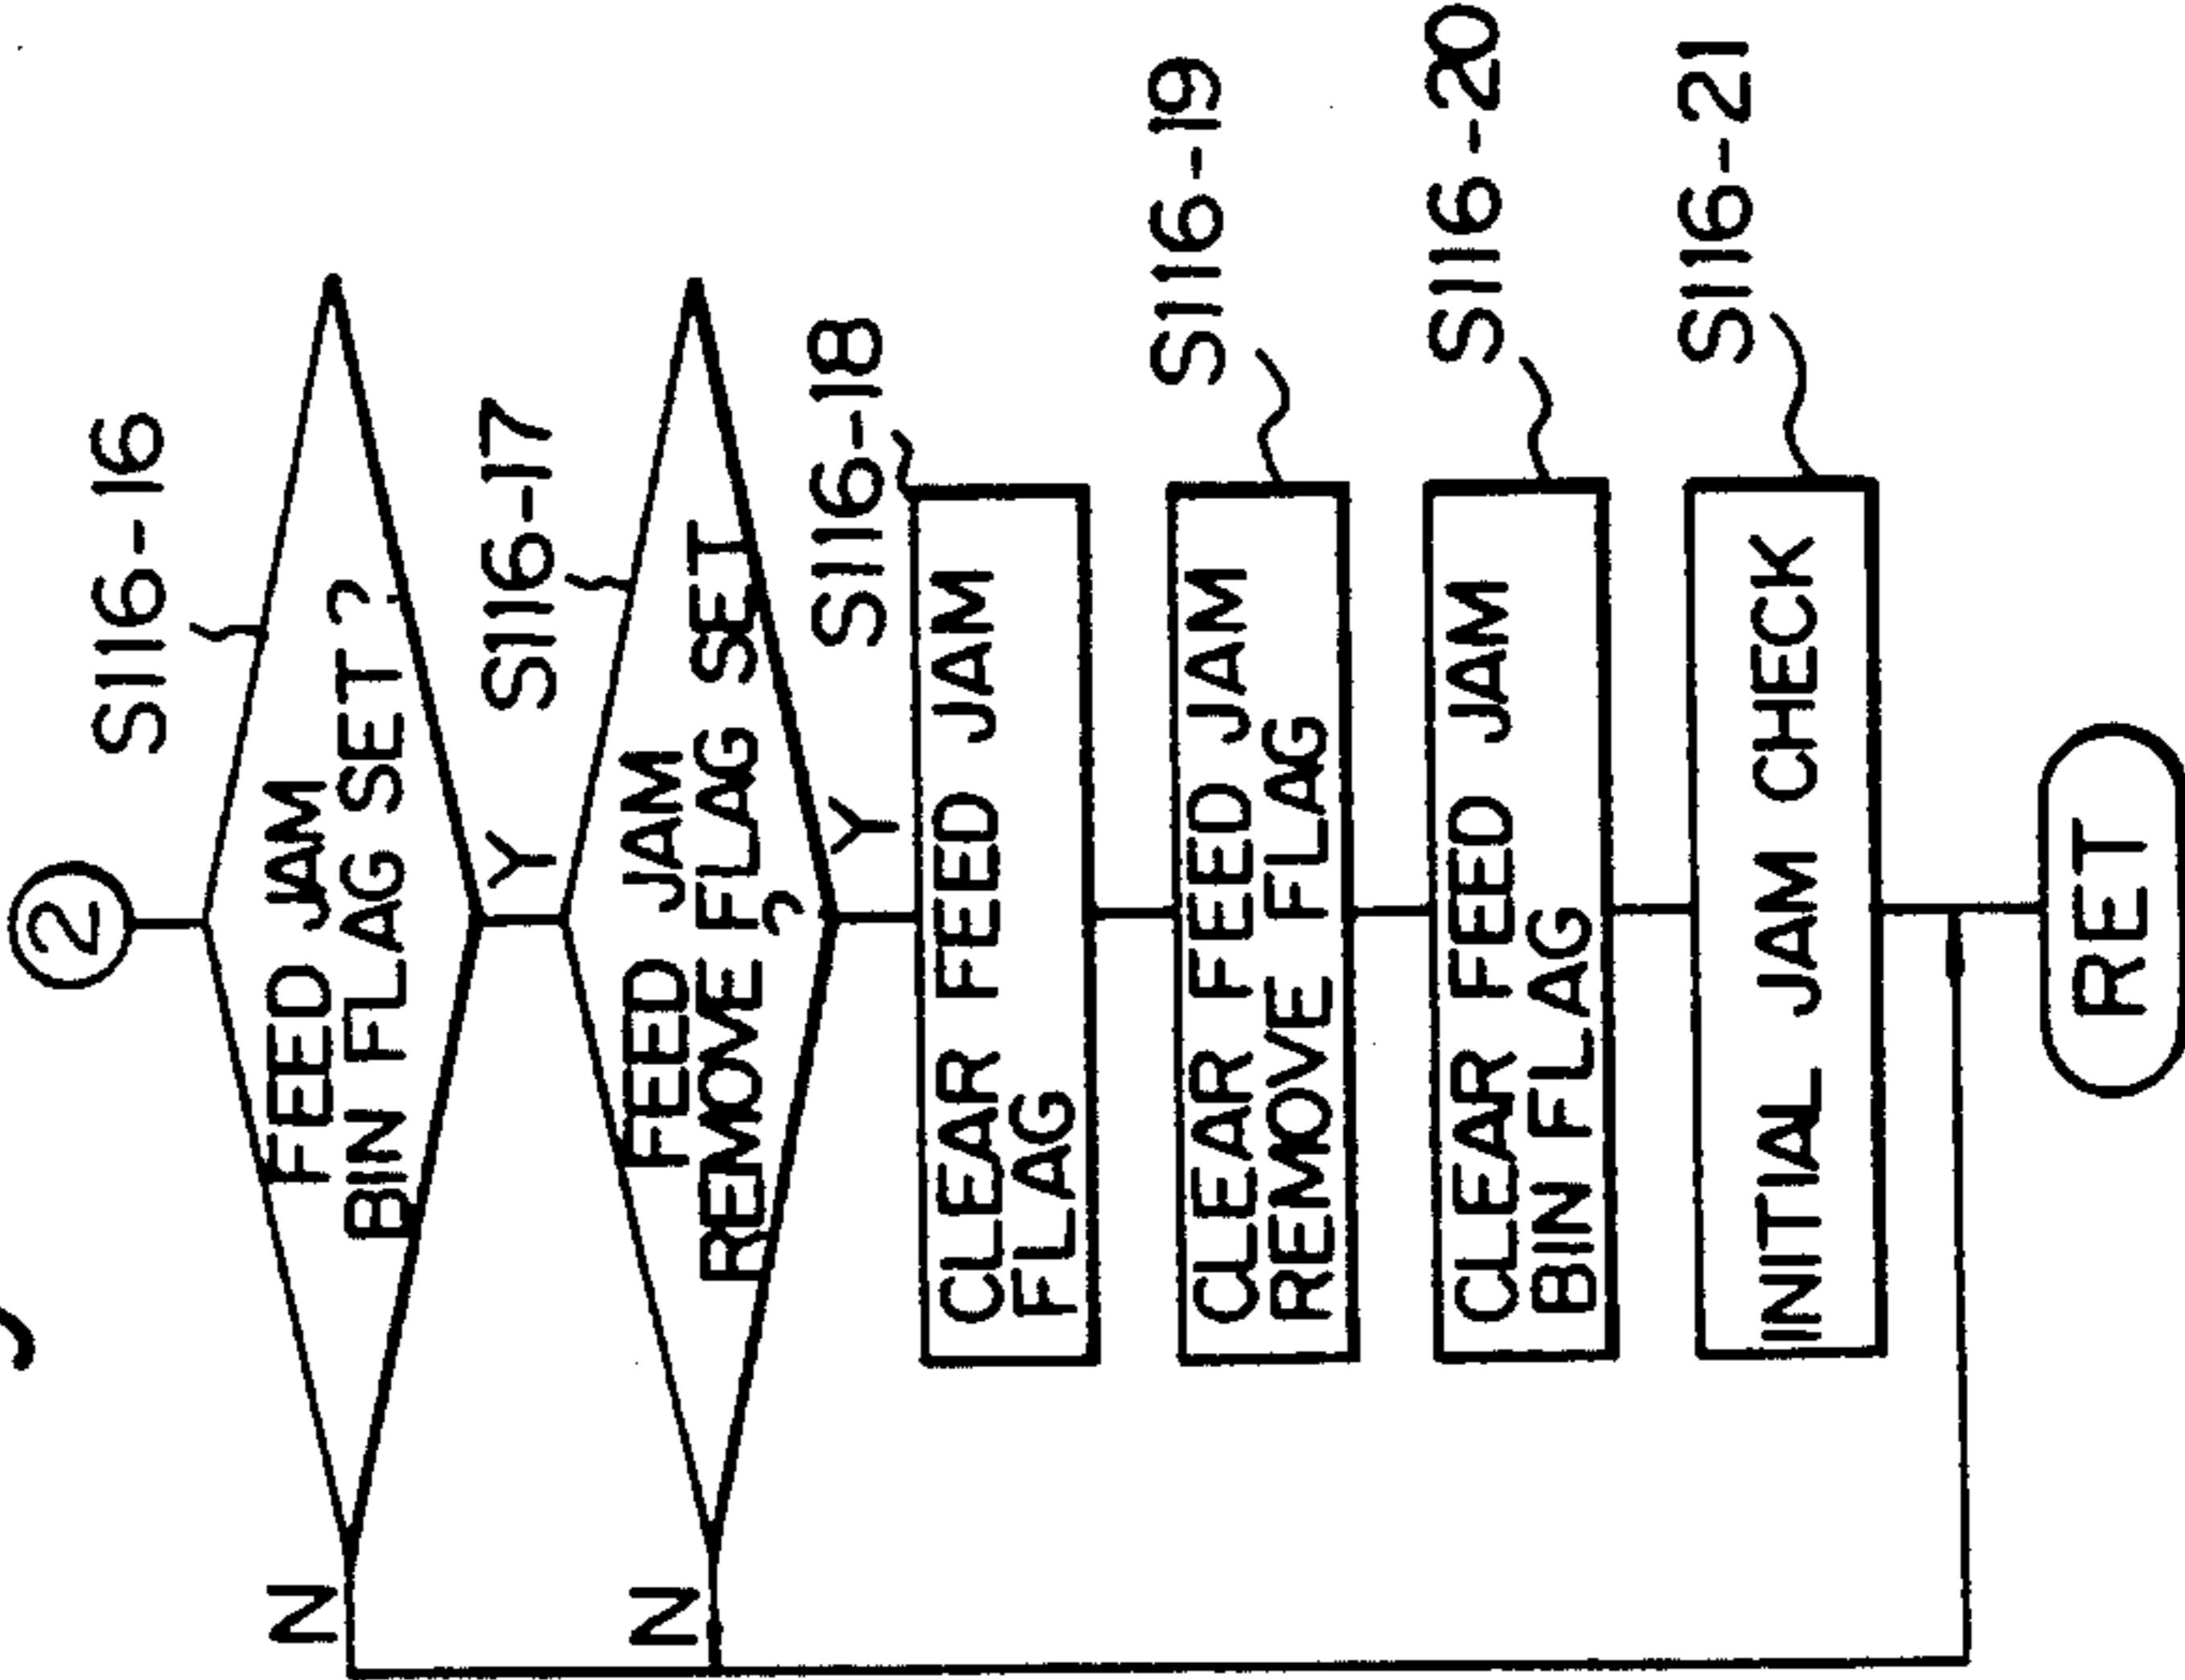 2
S116-16
FEED JAM
BIN FLAG SET ?
N
Y
S116-17
FEED JAM
REMOVE FLAG SET
?
N
Y
S116-18
CLEAR FEED JAM
FLAG
S116-19
CLEAR FEED JAM
REMOVE FLAG
S116-20
CLEAR FEED JAM
BIN FLAG
S116-21
INITIAL JAM CHECK
RET